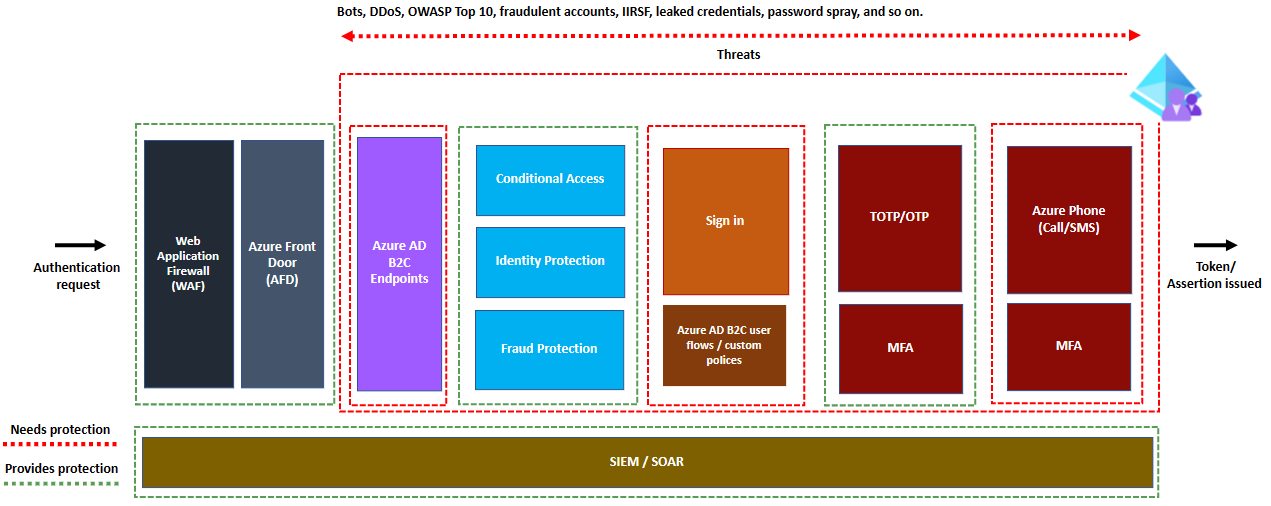 Bots, DDoS, OWASP Top 10, fraudulent accounts, IIRSF, leaked credentials, password spray, and so on.
Threats
Authentication
request
Web
Application
Firewall
(WAF)
Azure Front
Door
(AFD)
Azure AD
B2C
Endpoints
Conditional Access
Identity Protection
Fraud Protection
Sign in
Azure AD B2C user
flows / custom
polices
TOTP/OTP
MFA
Azure Phone
(Call/SMS)
MFA
Token/
Assertion issued
Needs protection
Provides protection
SIEM / SOAR